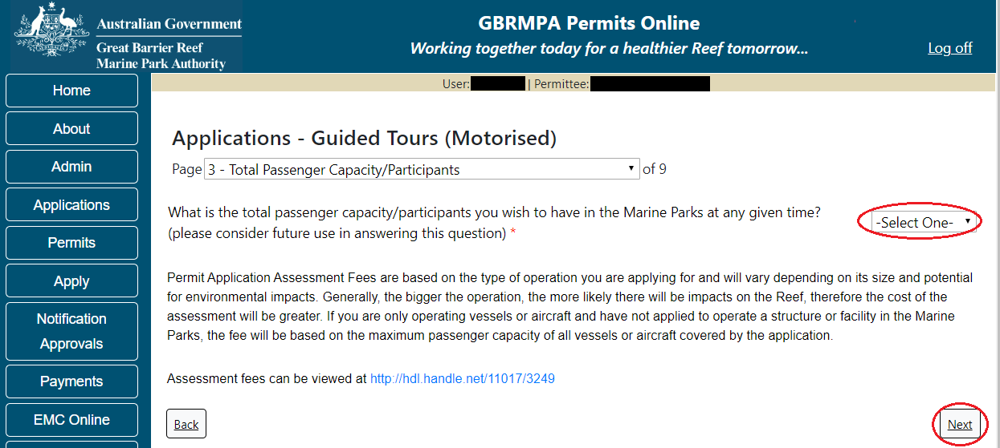 Australian Government
Great Barrier Reef
Marine Park Authority
GBRMPA Permits Online
Working together today for a healthier Reef tomorrow...
Log off
User: | Permittee:
Home
About
Admin
Applications
Permits
Apply
Notification
Approvals
Payments
EMC Online
Applications - Guided Tours (Motorised)
Page 3 - Total Passenger Capacity/Participants of 9
What is the total passenger capacity/participants you wish to have in the Marine Parks at any given time?
(please consider future use in answering this question) *
-Select One-
Permit Application Assessment Fees are based on the type of operation you are applying for and will vary depending on its size and potential
for environmental impacts. Generally, the bigger the operation, the more likely there will be impacts on the Reef, therefore the cost of the
assessment will be greater. If you are only operating vessels or aircraft and have not applied to operate a structure or facility in the Marine
Parks, the fee will be based on the maximum passenger capacity of all vessels or aircraft covered by the application.
Assessment fees can be viewed at http://hdl.handle.net/11017/3249
Back
Next